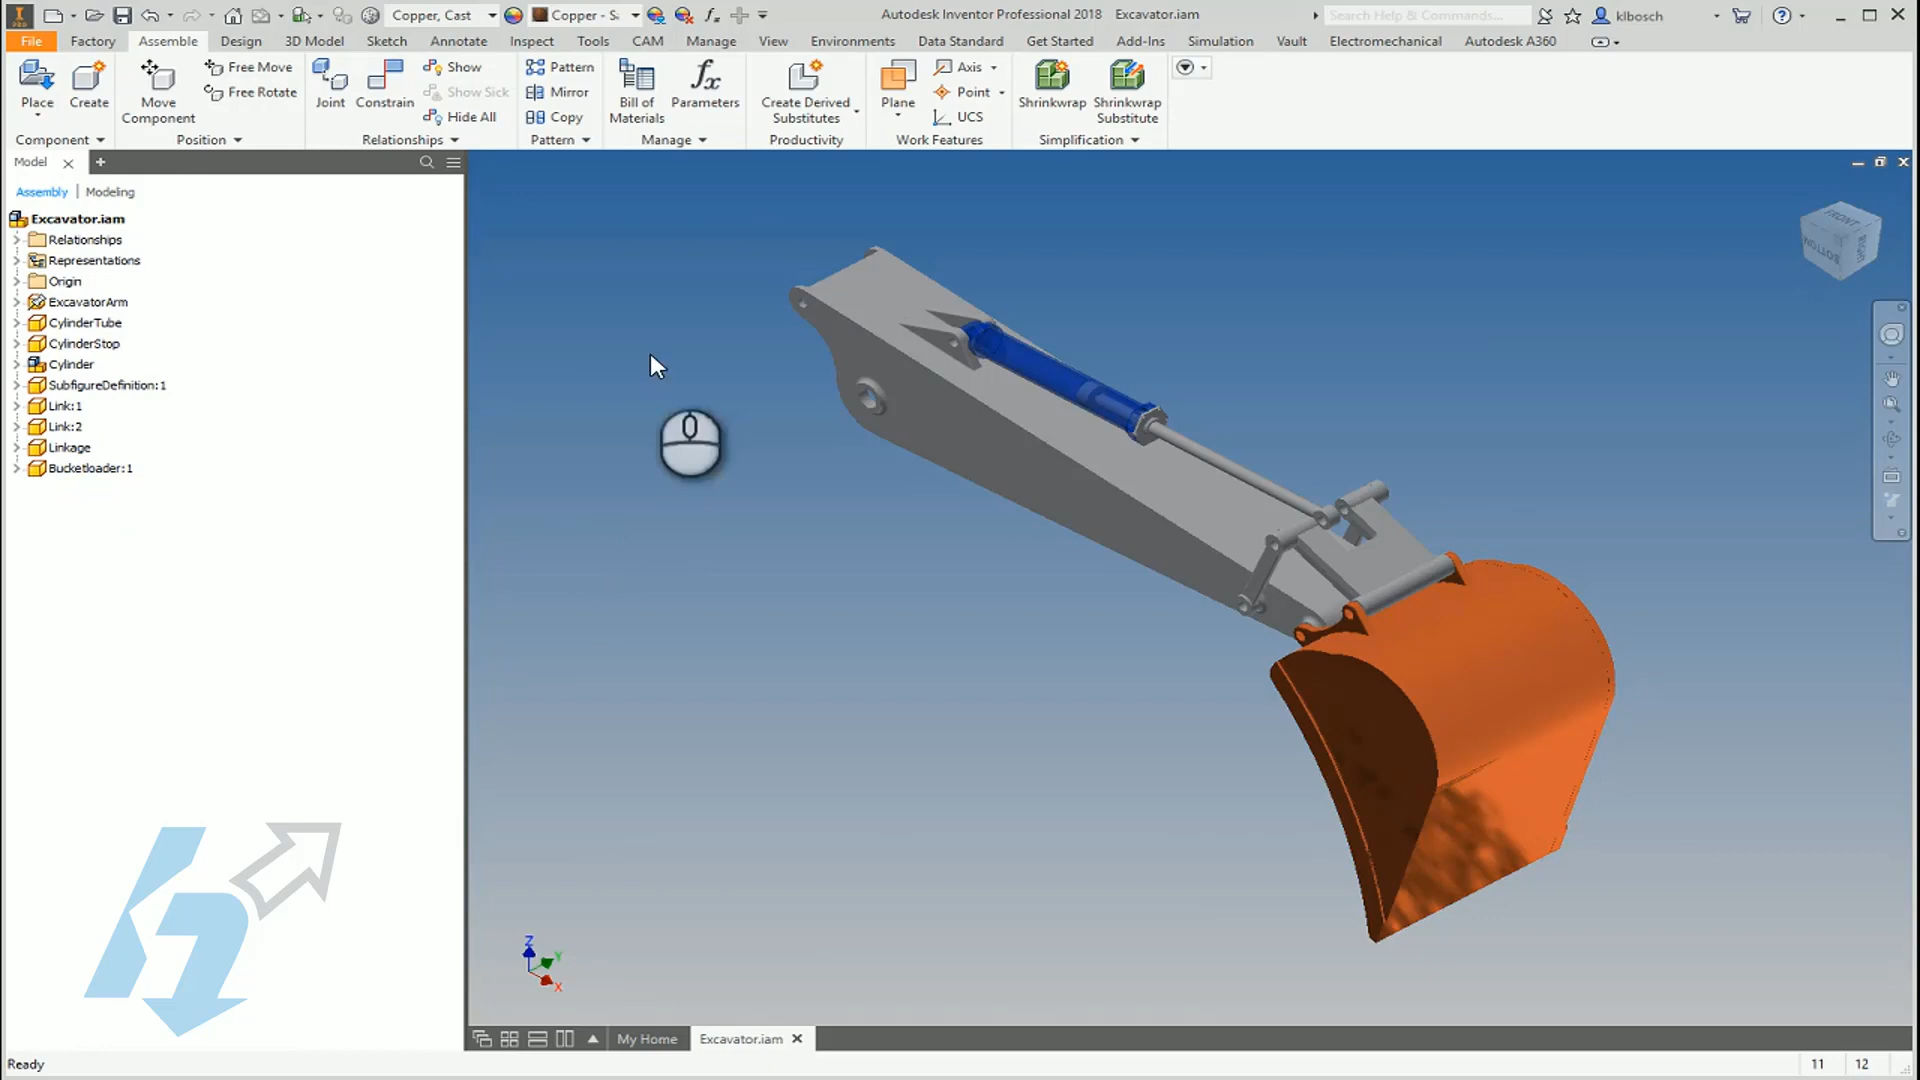 Copper, Cast
Copper - Sa
Autodesk Inventor Professional 2018 Excavator.iam
Search Help & Commands...
klbosch
File Factory Assemble Design 3D Model Sketch Annotate Inspect Tools CAM Manage View Environments Data Standard Get Started Add-Ins Simulation Vault Electromechanical Autodesk A360
Place
Create
Move
Component
Free Move
Free Rotate
Joint
Constrain
Show
Show Sick
Hide All
Pattern
Mirror
Copy
Bill of
Materials
Parameters
Create Derived
Substitutes
Plane
Axis
Point
UCS
Shrinkwrap
Shrinkwrap
Substitute
Component Position Relationships Pattern Manage Productivity Work Features Simplification
Model
Assembly | Modeling
Excavator.iam
Relationships
Representations
Origin
ExcavatorArm
CylinderTube
CylinderStop
Cylinder
SubfigureDefinition:1
Link:1
Link:2
Linkage
Bucketloader:1
FRONT
BOTTOM
RIGHT
Z
Y
X
My Home
Excavator.iam
Ready
11 12